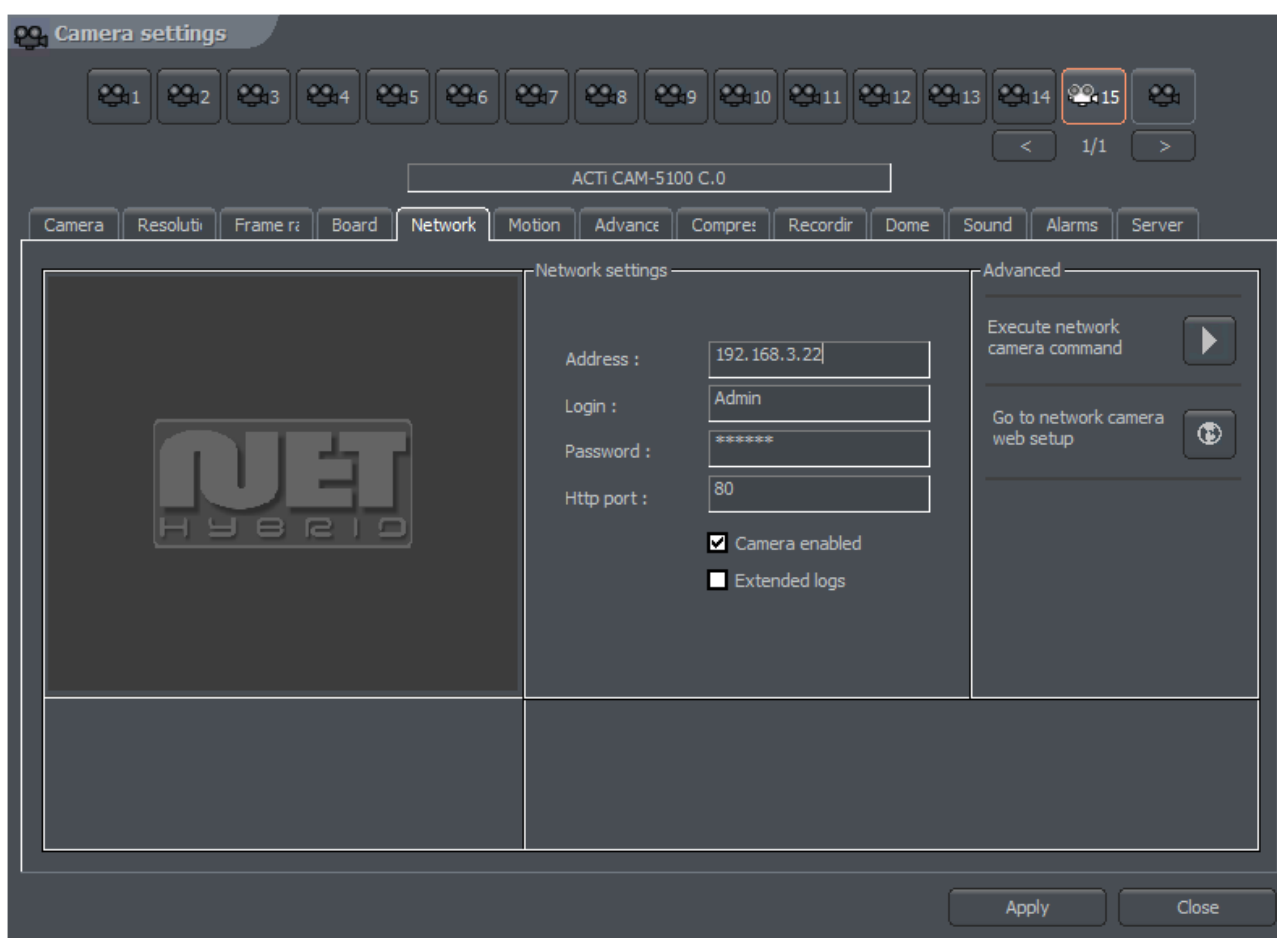 Camera settings
1 2 3 4 5 6 7 8 9 10 11 12 13 14 15
< 1/1 >
ACTi CAM-5100 C.0
Camera Resoluti Frame ra Board Network Motion Advance Compres Recordin Dome Sound Alarms Server
NET
HYBRID
Network settings
Address : 192.168.3.22
Login : Admin
Password : ******
Http port : 80
Camera enabled
Extended logs
Advanced
Execute network
camera command
Go to network camera
web setup
Apply Close